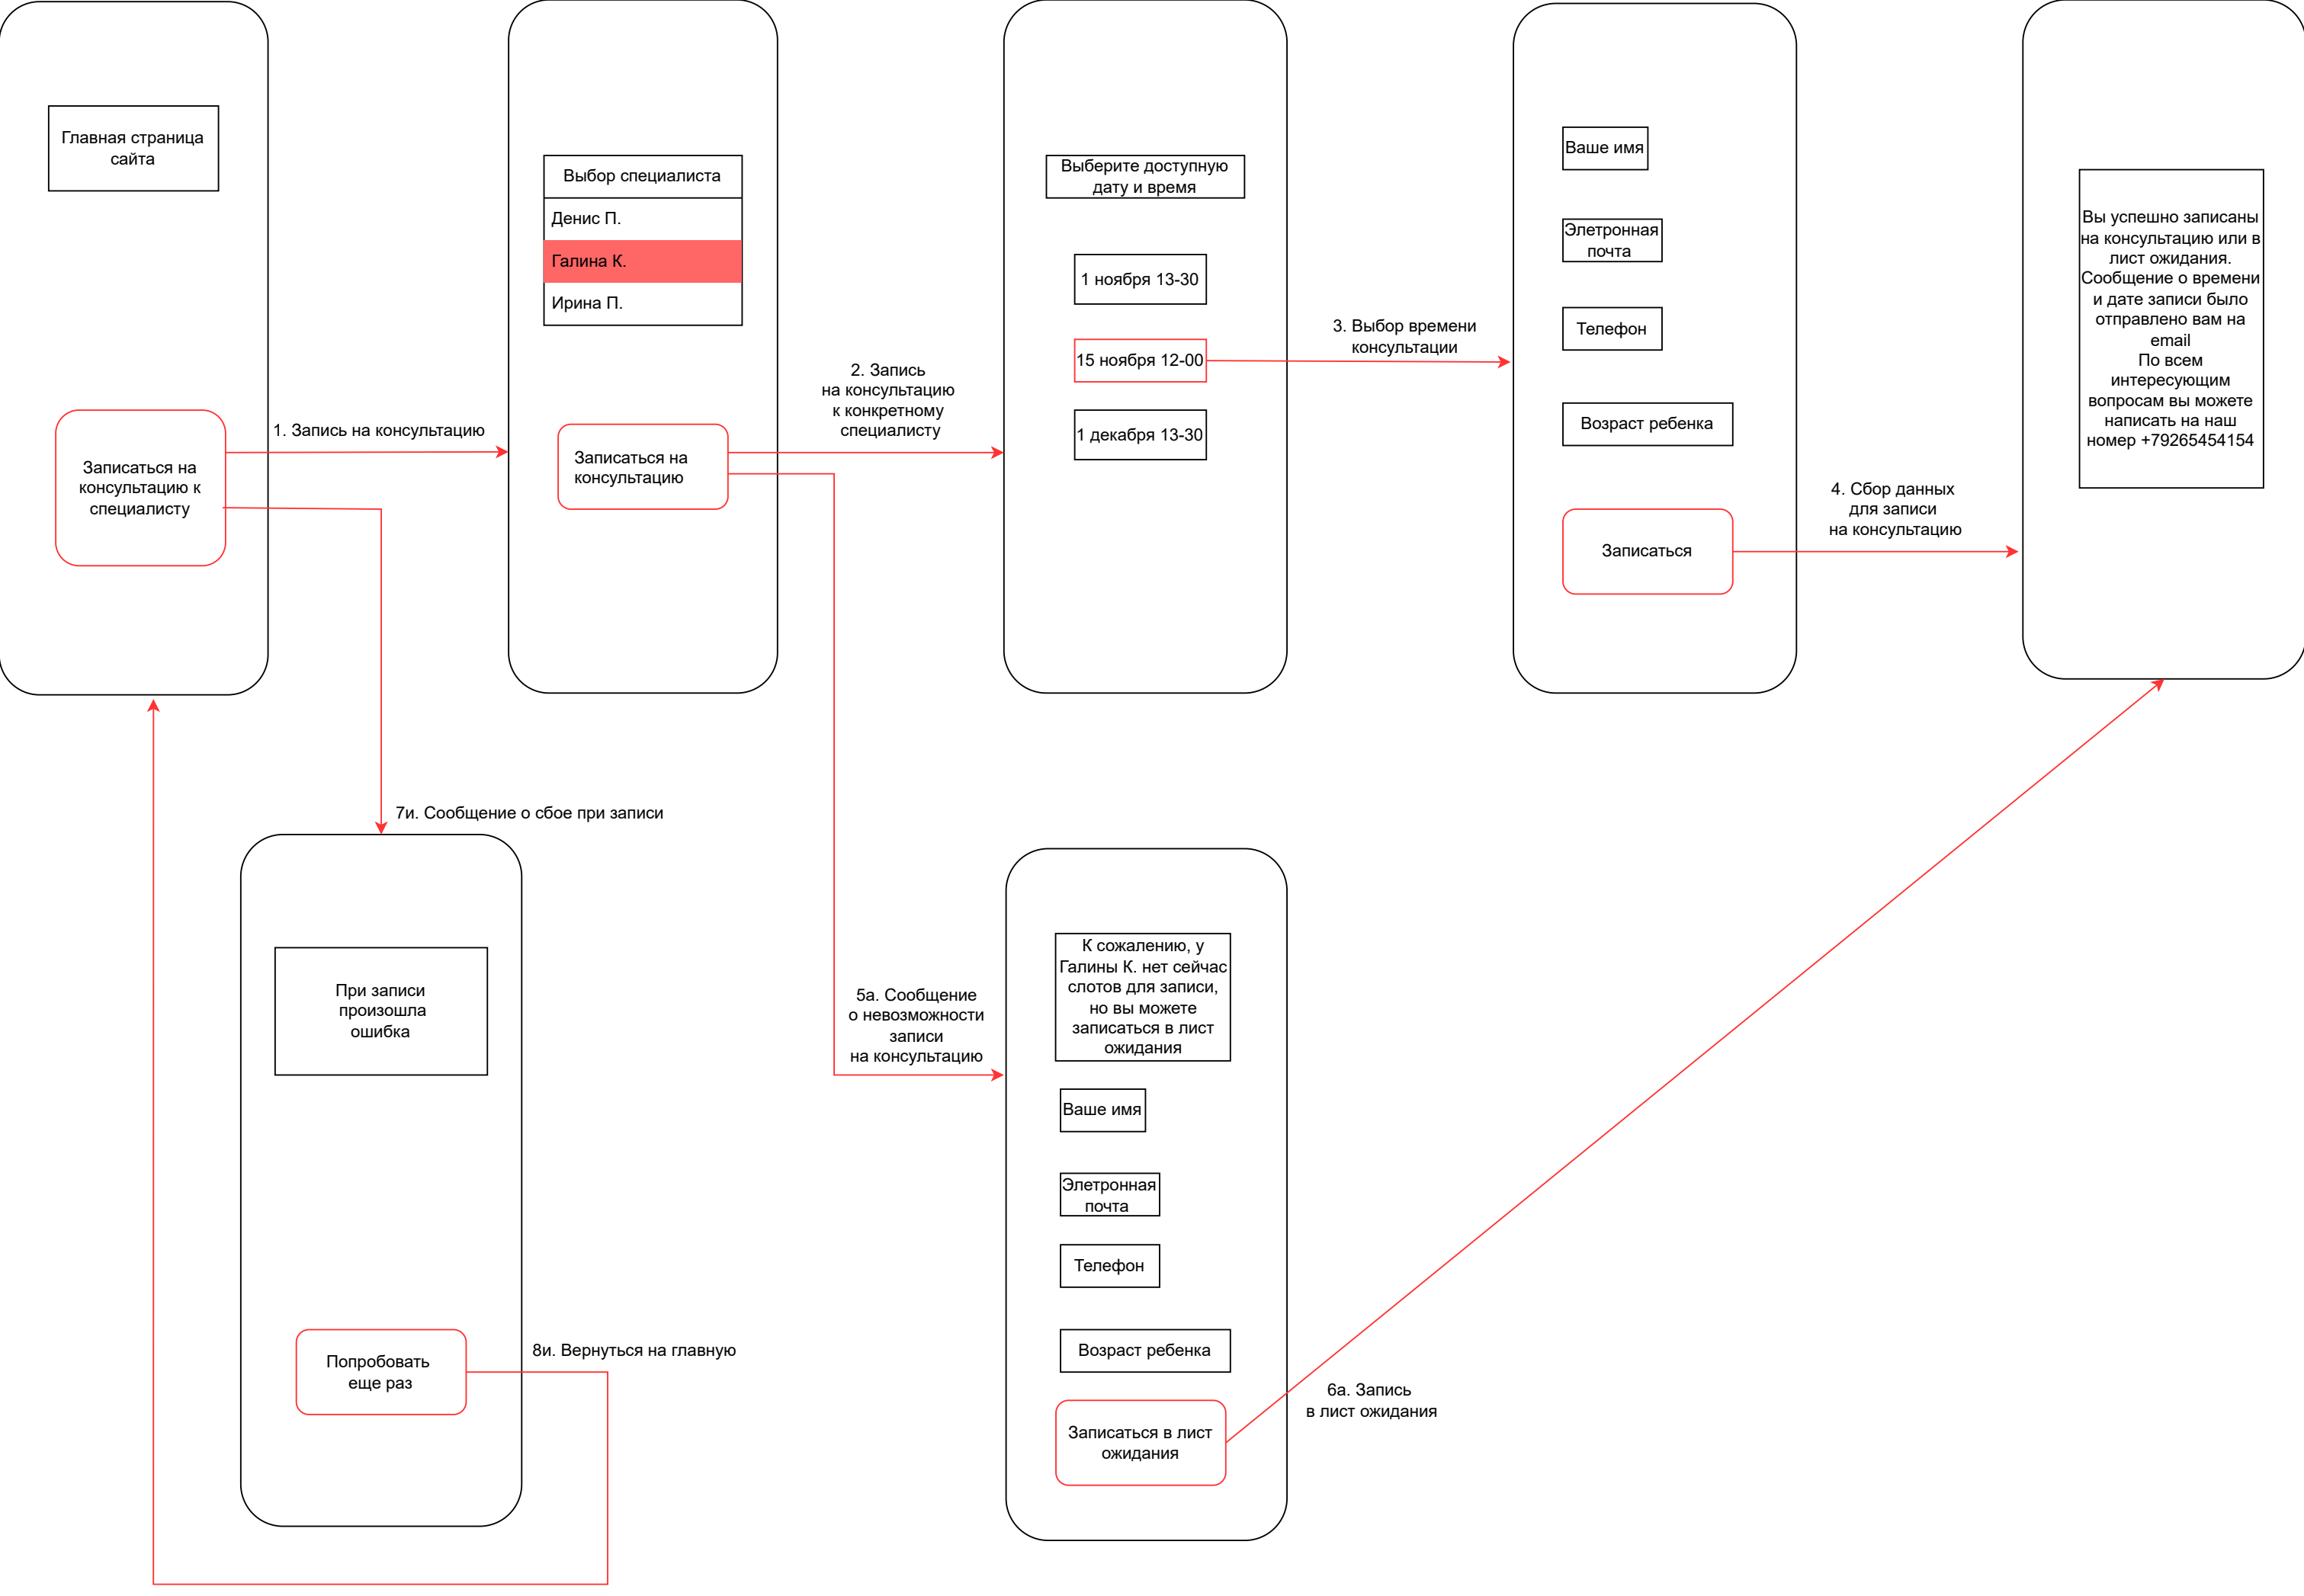 Главная страница
сайта
Записаться на
консультацию к
специалисту
1. Запись на консультацию
Выбор специалиста
Денис П.
Галина К.
Ирина П.
Записаться на
консультацию
2. Запись
на консультацию
к конкретному
специалисту
Выберите доступную
дату и время
1 ноября 13-30
15 ноября 12-00
1 декабря 13-30
3. Выбор времени
консультации
Ваше имя
Элетронная
почта
Телефон
Возраст ребенка
Записаться
4. Сбор данных
для записи
на консультацию
Вы успешно записаны
на консультацию или в
лист ожидания.
Сообщение о времени
и дате записи было
отправлено вам на
email
По всем
интересующим
вопросам вы можете
написать на наш
номер +79265454154
7и. Сообщение о сбое при записи
При записи
произошла
ошибка
Попробовать
еще раз
8и. Вернуться на главную
5а. Сообщение
о невозможности
записи
на консультацию
К сожалению, у
Галины К. нет сейчас
слотов для записи,
но вы можете
записаться в лист
ожидания
Ваше имя
Элетронная
почта
Телефон
Возраст ребенка
Записаться в лист
ожидания
6а. Запись
в лист ожидания